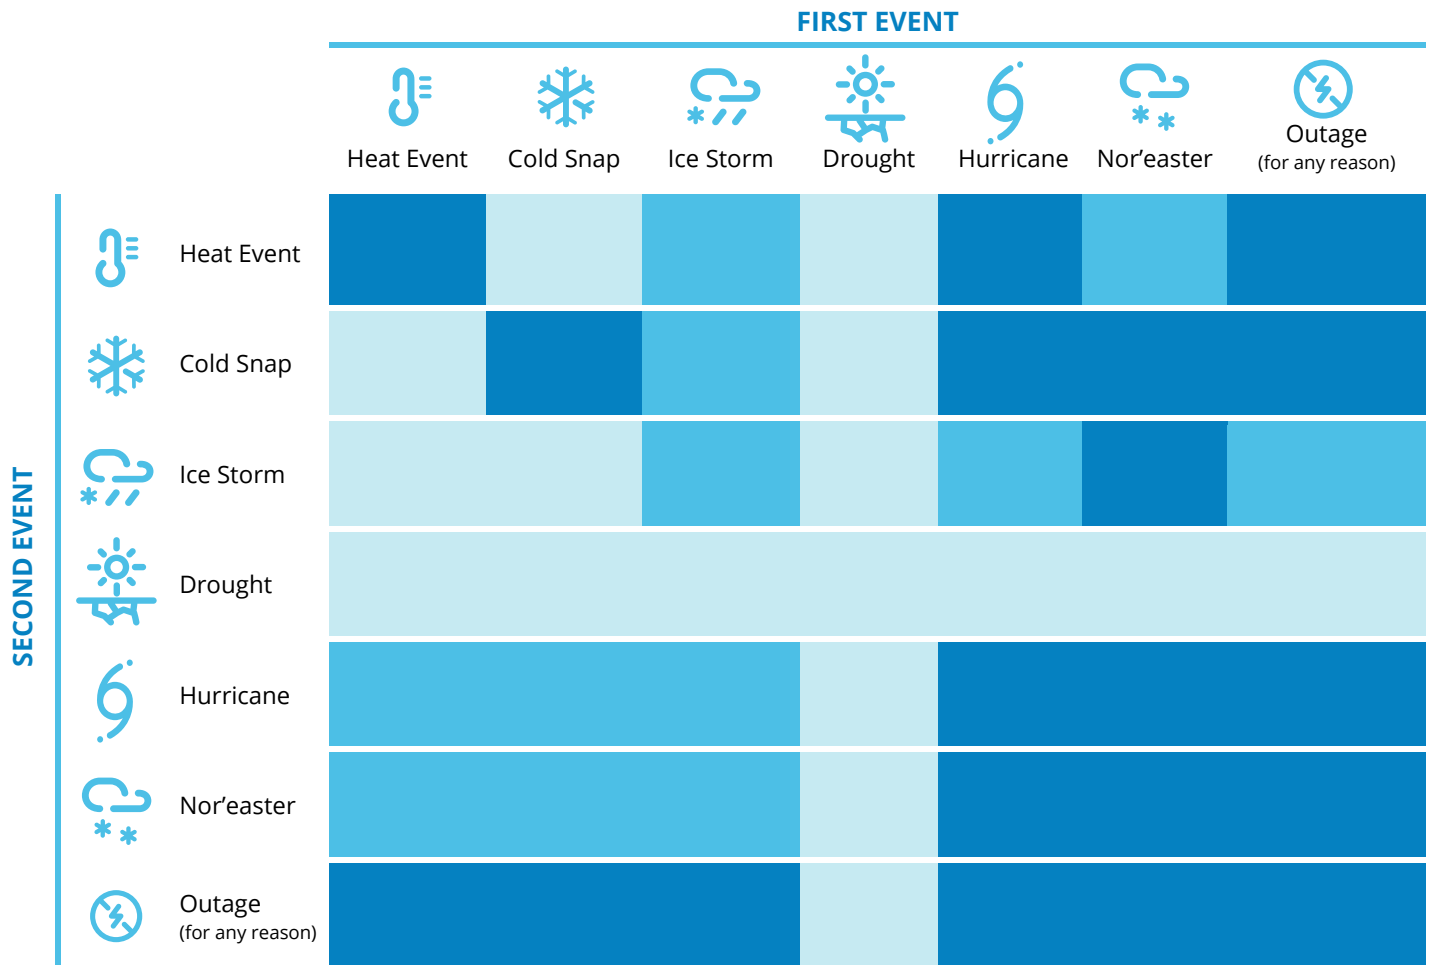 FIRST EVENT
Heat Event
Cold Snap
Ice Storm
Drought
Hurricane
Nor’easter
Outage
(for any reason)
SECOND EVENT
Heat Event
Cold Snap
Ice Storm
Drought
Hurricane
Nor’easter
Outage
(for any reason)